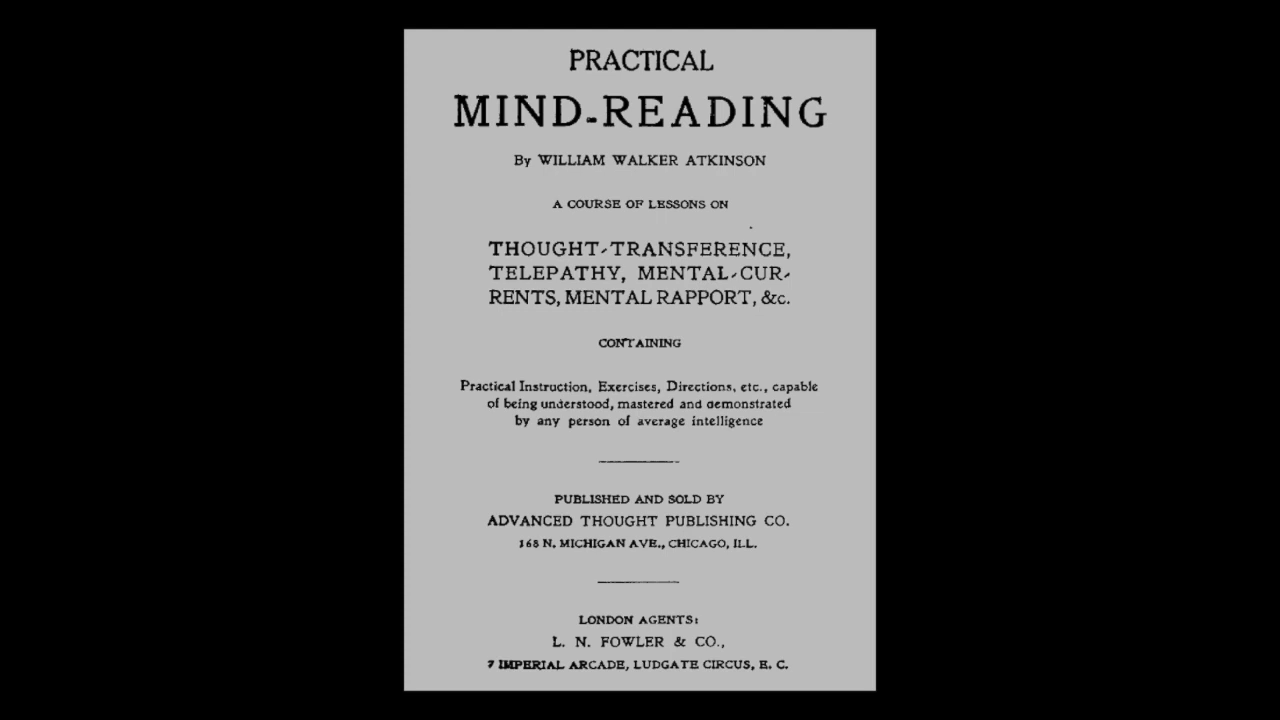 PRACTICAL
MIND-READING
By WILLIAM WALKER ATKINSON
A COURSE OF LESSONS ON
THOUGHT-TRANSFERENCE,
TELEPATHY, MENTAL-CUR-
RENTS, MENTAL RAPPORT, &c.
CONTAINING
Practical Instruction, Exercises, Directions, etc., capable
of being understood, mastered and demonstrated
by any person of average intelligence
PUBLISHED AND SOLD BY
ADVANCED THOUGHT PUBLISHING CO.
168 N. MICHIGAN AVE., CHICAGO, ILL.
LONDON AGENTS:
L. N. FOWLER & CO.,
7 IMPERIAL ARCADE, LUDGATE CIRCUS, E. C.